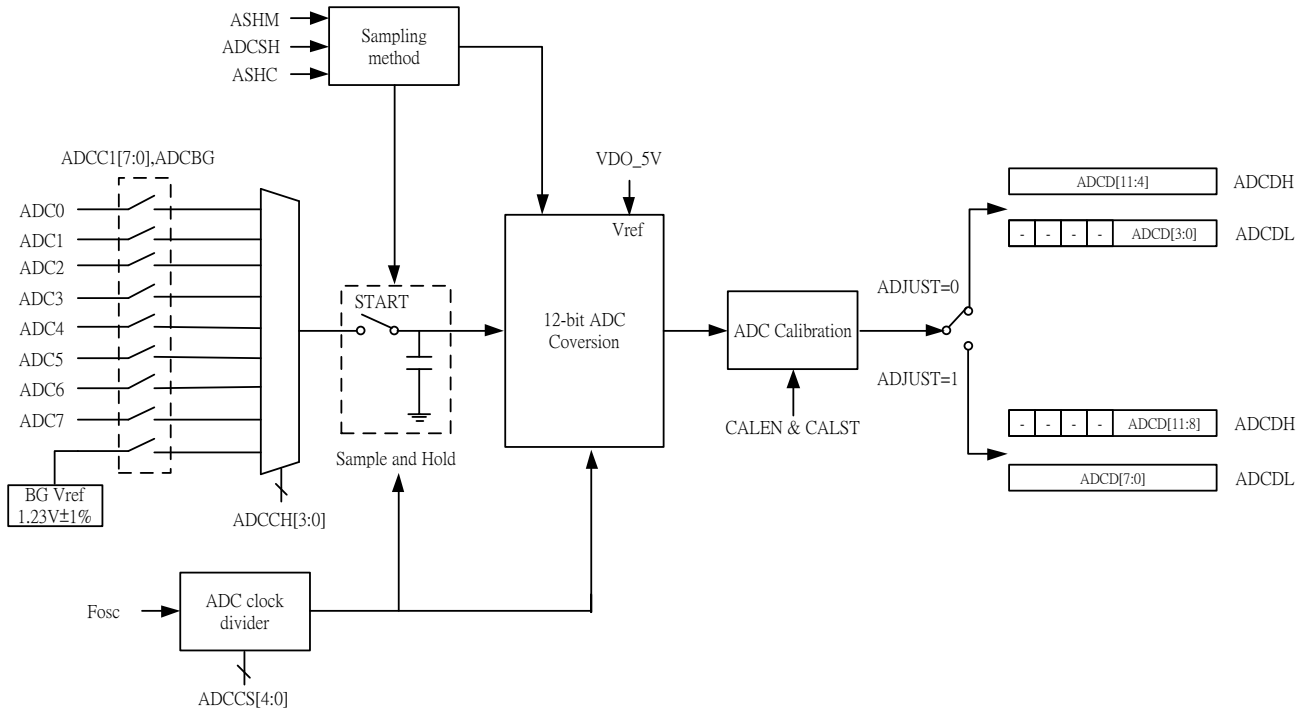 ASHM
ADCSH
ASHC
Sampling
method
ADCC1[7:0],ADCBG
ADC0
ADC1
ADC2
ADC3
ADC4
ADC5
ADC6
ADC7
BG Vref
1.23V±1%
ADCCH[3:0]
START
Sample and Hold
VDO_5V
Vref
12-bit ADC
Coversion
ADC Calibration
CALEN & CALST
ADJUST=0
ADJUST=1
ADCD[11:4] ADCDH
- - - - ADCD[3:0] ADCDL
- - - - ADCD[11:8] ADCDH
ADCD[7:0] ADCDL
Fosc
ADC clock
divider
ADCCS[4:0]